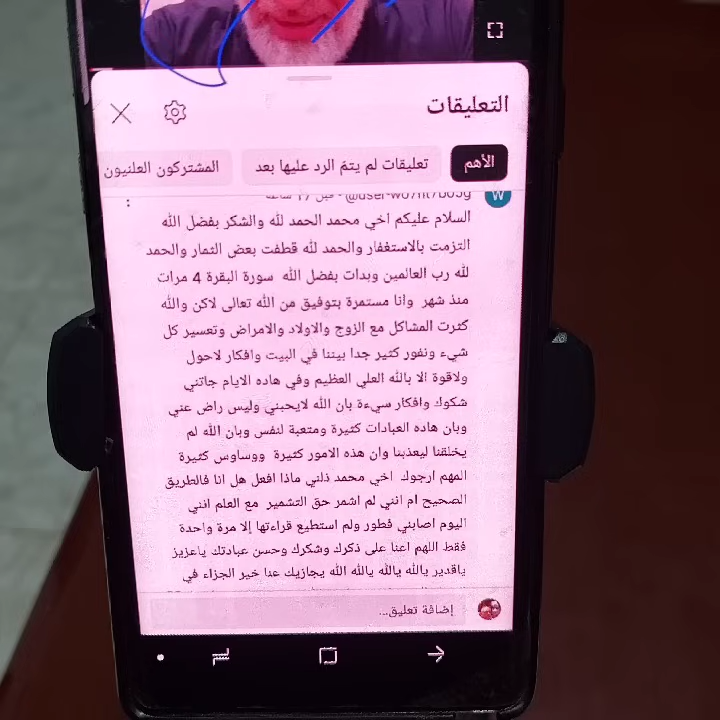 التعليقات
الأهم
تعليقات لم يتمّ الرد عليها بعد
المشتركون العلنيون
W
السلام عليكم اخي محمد الحمد لله والشكر بفضل الله
التزمت بالاستغفار والحمد لله قطفت بعض الثمار والحمد
لله رب العالمين وبدات بفضل الله سورة البقرة 4 مرات
منذ شهر وانا مستمرة بتوفيق من الله تعالى لاكن والله
كثرت المشاكل مع الزوج والاولاد والامراض وتعسير كل
شيء ونفور كثير جدا بيننا في البيت وافكار لاحول
ولاقوة الا بالله العلي العظيم وفي هاده الايام جاتني
شكوك وافكار سيءة بان الله لايحبني وليس راض عني
وبان هاده العبادات كثيرة ومتعبة لنفس وبان الله لم
يخلقنا ليعذبنا وان هذه الامور كثيرة ووساوس كثيرة
المهم ارجوك اخي محمد دلني ماذا افعل هل انا فالطريق
الصحيح ام انني لم اشمر حق التشمير مع العلم انني
اليوم اصابني فطور ولم استطيع قراءتها إلا مرة واحدة
فقط اللهم اعنا على ذكرك وشكرك وحسن عبادتك ياعزيز
ياقدير يالله يالله يالله الله يجازيك عنا خير الجزاء في
إضافة تعليق...